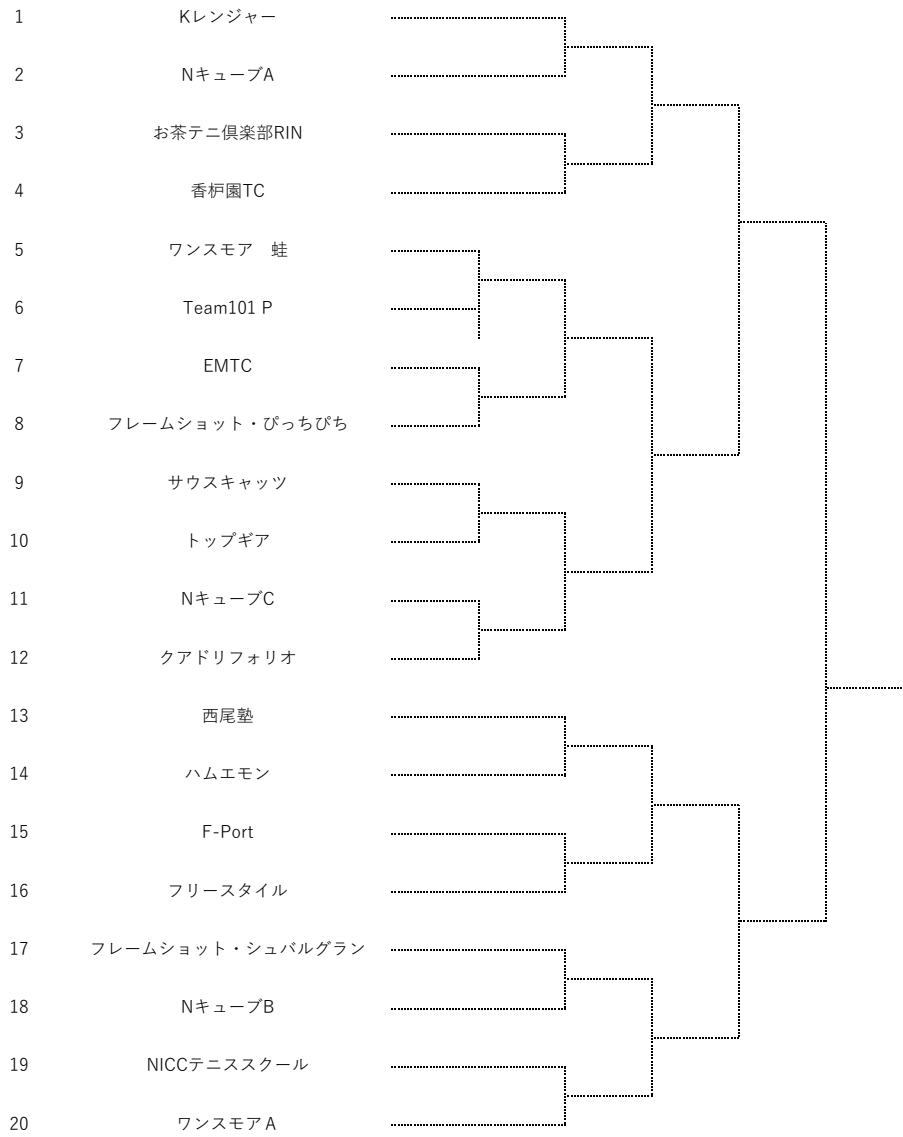 1 Kレンジャー
2 NキューブA
3 お茶テニ倶楽部RIN
4 香枦園TC
5 ワンスモア　蛙
6 Team101 P
7 EMTC
8 フレームショット・ぴっちぴち
9 サウスキャッツ
10 トップギア
11 NキューブC
12 クアドリフォリオ
13 西尾塾
14 ハムエモン
15 F-Port
16 フリースタイル
17 フレームショット・シュバルグラン
18 NキューブB
19 NICCテニススクール
20 ワンスモアＡ